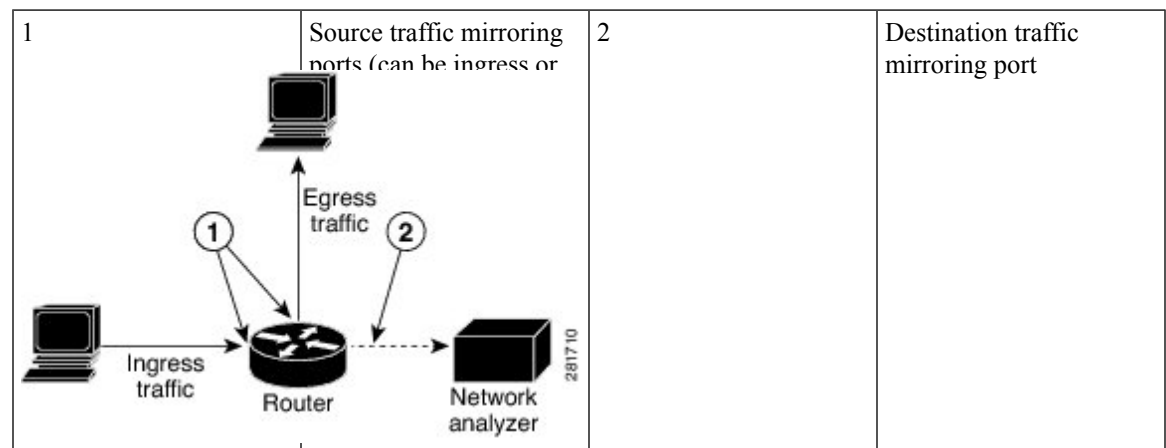 1
Source traffic mirroring
ports (can be ingress or
2
Destination traffic
mirroring port
Egress
traffic
1
2
Ingress
traffic
Router
Network
analyzer
281710